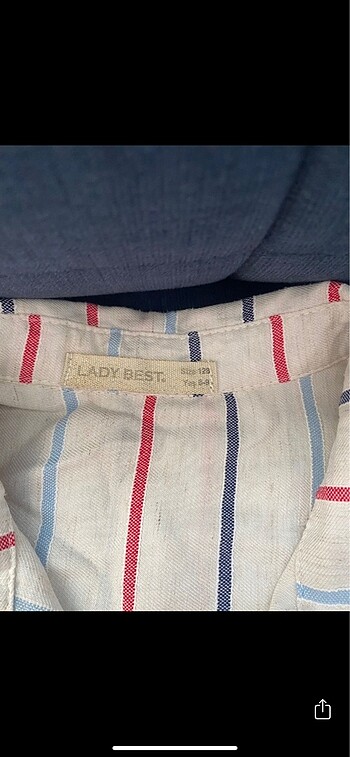 LADY BEST.
Size 128
Yaş 8-9